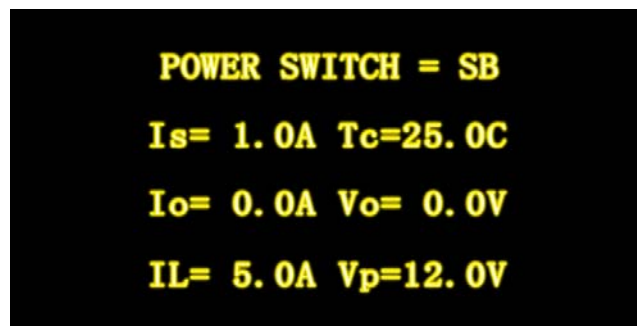 POWER SWITCH = SB
Is= 1.0A Tc=25.0C
Io= 0.0A Vo= 0.0V
IL= 5.0A Vp=12.0V